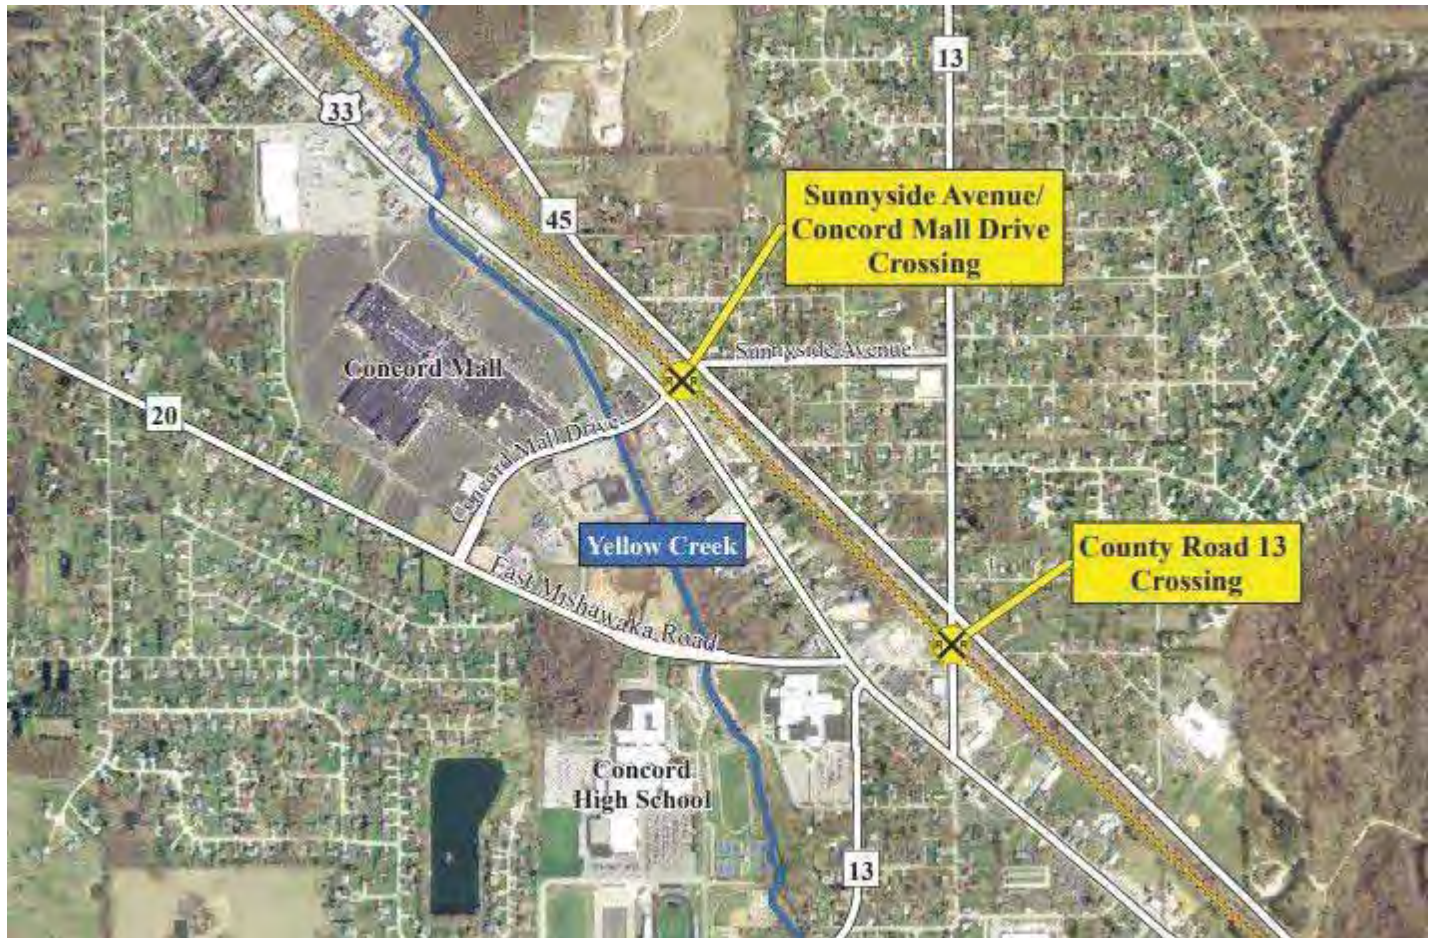 33
13
45
Sunnyside Avenue/
Concord Mall Drive
Crossing
Sunnyside Avenue
Concord Mall
20
Concord Mall Drive
Yellow Creek
County Road 13
Crossing
East Mishawaka Road
Concord
High School
13